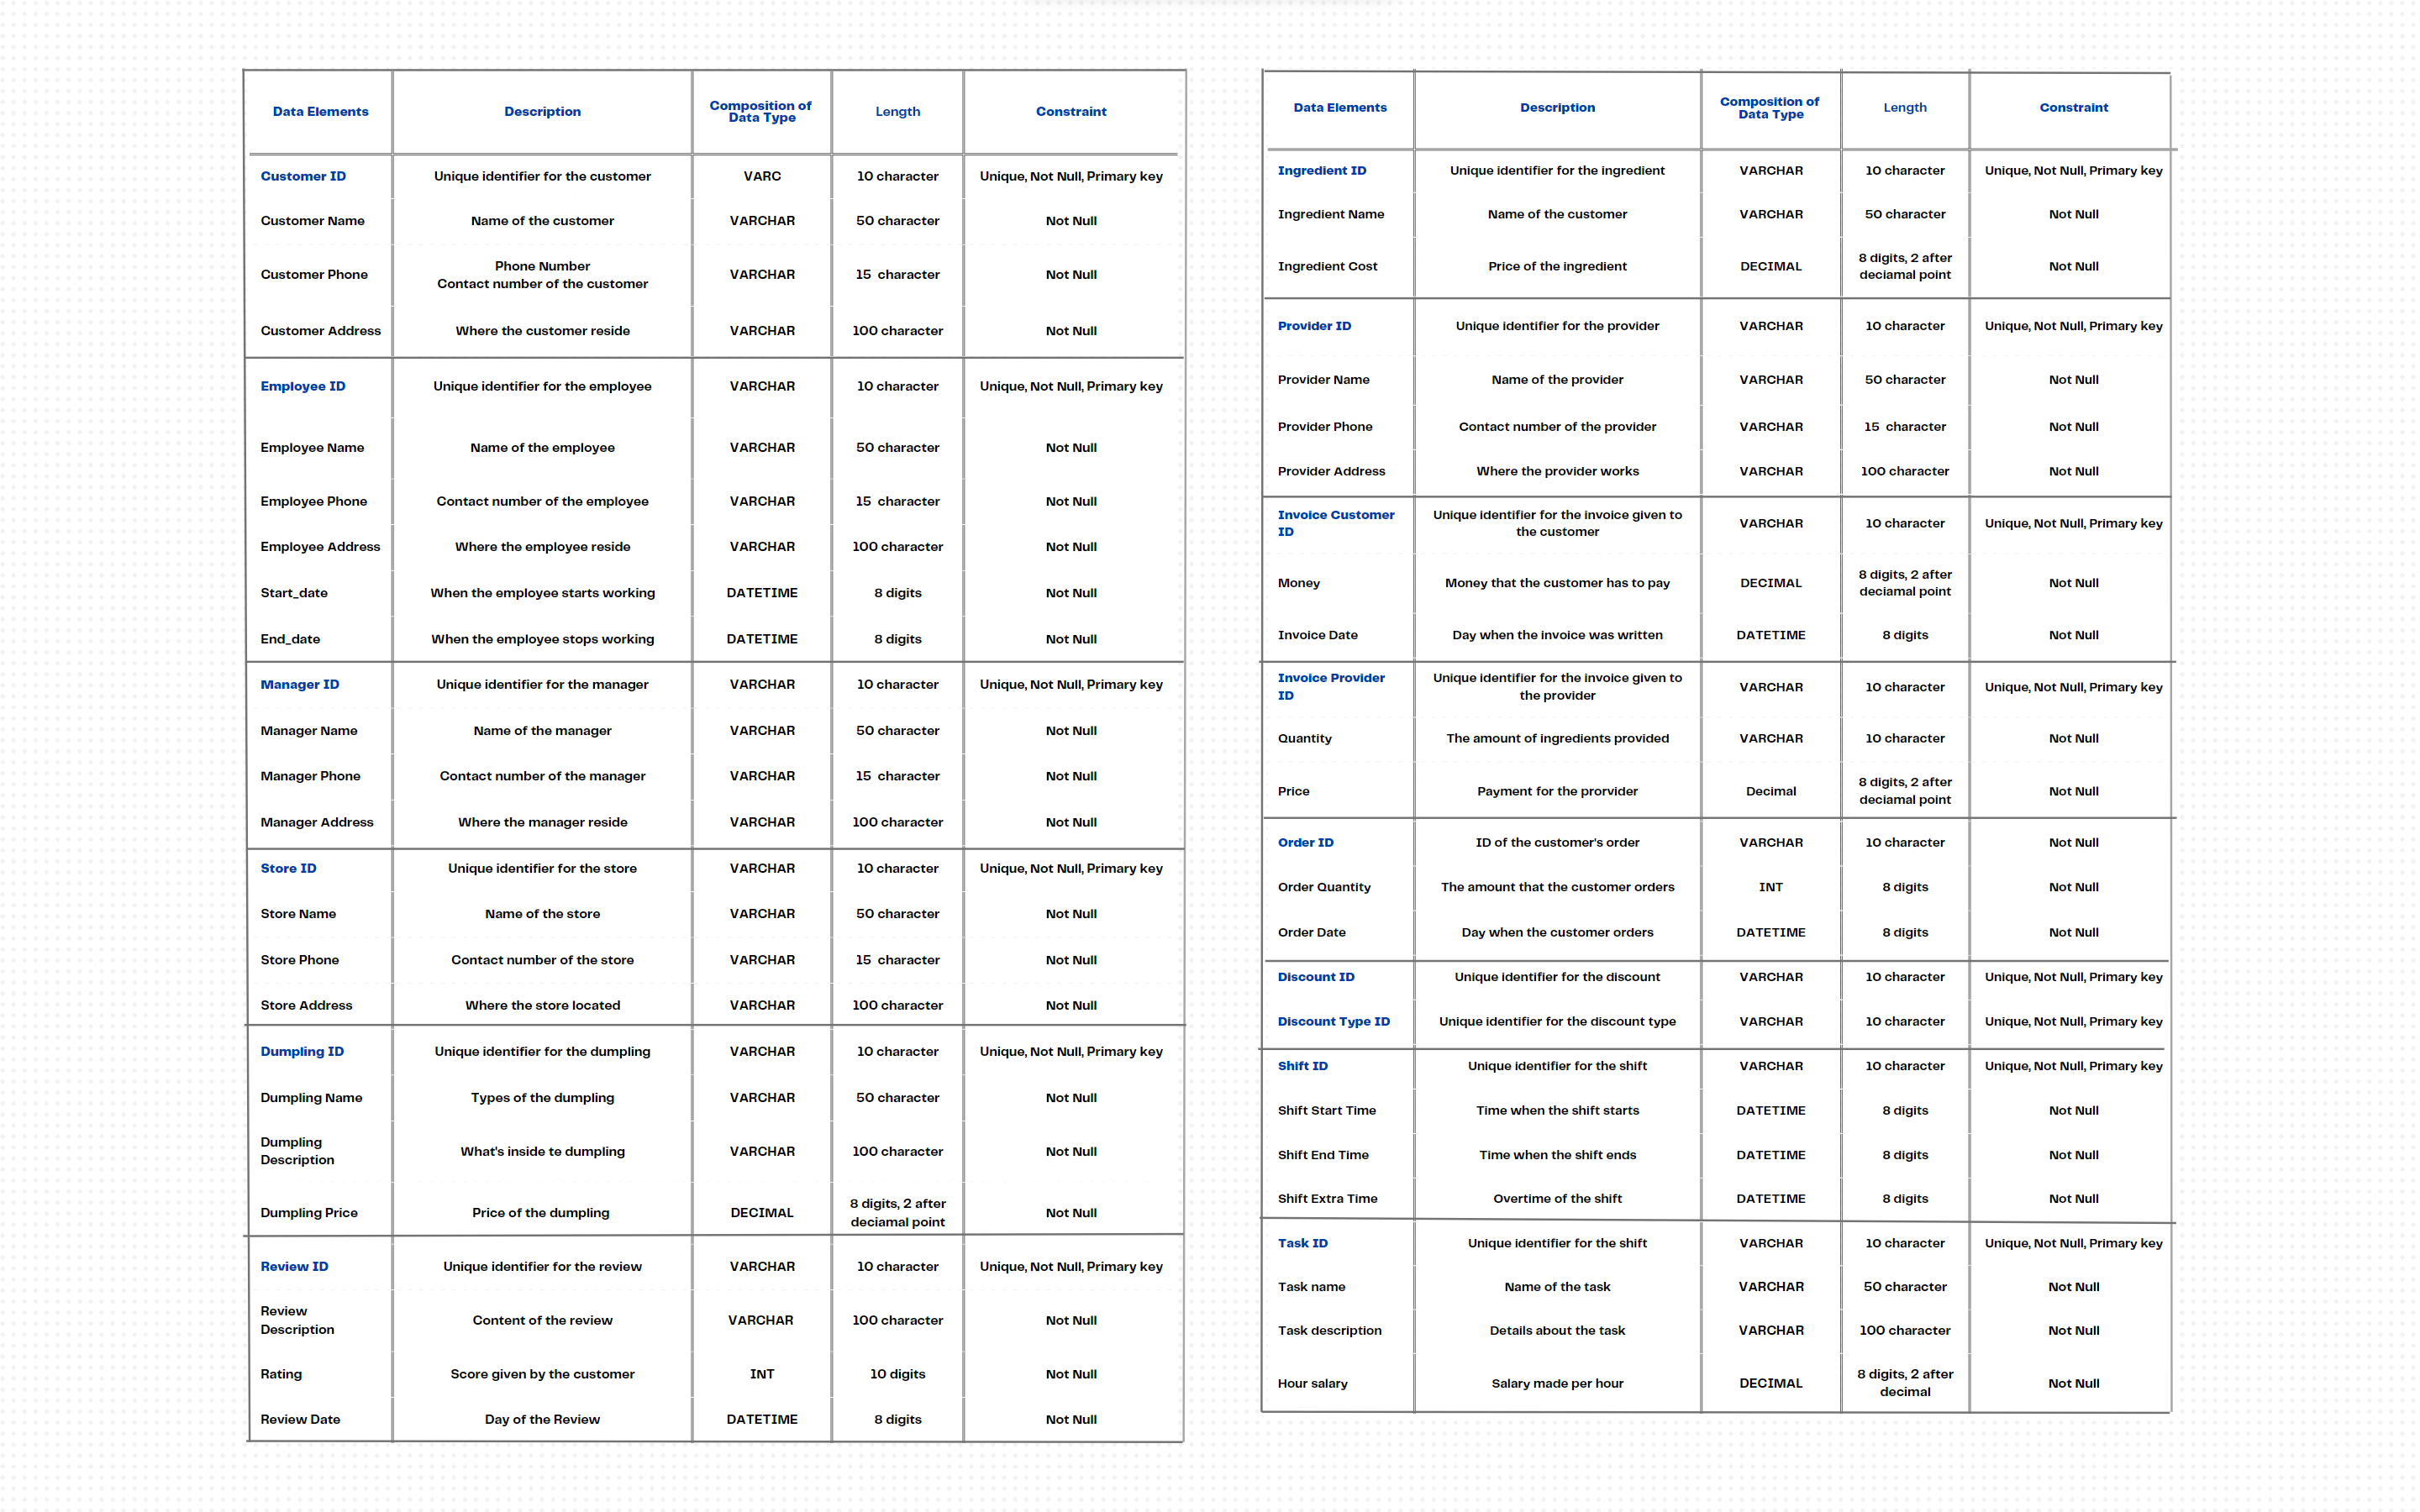 Data Elements Description Composition of Data Type Length Constraint
Customer ID Unique identifier for the customer VARC 10 character Unique, Not Null, Primary key
Customer Name Name of the customer VARCHAR 50 character Not Null
Customer Phone Phone Number Contact number of the customer VARCHAR 15 character Not Null
Customer Address Where the customer reside VARCHAR 100 character Not Null
Employee ID Unique identifier for the employee VARCHAR 10 character Unique, Not Null, Primary key
Employee Name Name of the employee VARCHAR 50 character Not Null
Employee Phone Contact number of the employee VARCHAR 15 character Not Null
Employee Address Where the employee reside VARCHAR 100 character Not Null
Start_date When the employee starts working DATETIME 8 digits Not Null
End_date When the employee stops working DATETIME 8 digits Not Null
Manager ID Unique identifier for the manager VARCHAR 10 character Unique, Not Null, Primary key
Manager Name Name of the manager VARCHAR 50 character Not Null
Manager Phone Contact number of the manager VARCHAR 15 character Not Null
Manager Address Where the manager reside VARCHAR 100 character Not Null
Store ID Unique identifier for the store VARCHAR 10 character Unique, Not Null, Primary key
Store Name Name of the store VARCHAR 50 character Not Null
Store Phone Contact number of the store VARCHAR 15 character Not Null
Store Address Where the store located VARCHAR 100 character Not Null
Dumpling ID Unique identifier for the dumpling VARCHAR 10 character Unique, Not Null, Primary key
Dumpling Name Types of the dumpling VARCHAR 50 character Not Null
Dumpling Description What's inside te dumpling VARCHAR 100 character Not Null
Dumpling Price Price of the dumpling DECIMAL 8 digits, 2 after deciamal point Not Null
Review ID Unique identifier for the review VARCHAR 10 character Unique, Not Null, Primary key
Review Description Content of the review VARCHAR 100 character Not Null
Rating Score given by the customer INT 10 digits Not Null
Review Date Day of the Review DATETIME 8 digits Not Null
Data Elements Description Composition of Data Type Length Constraint
Ingredient ID Unique identifier for the ingredient VARCHAR 10 character Unique, Not Null, Primary key
Ingredient Name Name of the customer VARCHAR 50 character Not Null
Ingredient Cost Price of the ingredient DECIMAL 8 digits, 2 after deciamal point Not Null
Provider ID Unique identifier for the provider VARCHAR 10 character Unique, Not Null, Primary key
Provider Name Name of the provider VARCHAR 50 character Not Null
Provider Phone Contact number of the provider VARCHAR 15 character Not Null
Provider Address Where the provider works VARCHAR 100 character Not Null
Invoice Customer ID Unique identifier for the invoice given to the customer VARCHAR 10 character Unique, Not Null, Primary key
Money Money that the customer has to pay DECIMAL 8 digits, 2 after deciamal point Not Null
Invoice Date Day when the invoice was written DATETIME 8 digits Not Null
Invoice Provider ID Unique identifier for the invoice given to the provider VARCHAR 10 character Unique, Not Null, Primary key
Quantity The amount of ingredients provided VARCHAR 10 character Not Null
Price Payment for the prorvider Decimal 8 digits, 2 after deciamal point Not Null
Order ID ID of the customer's order VARCHAR 10 character Not Null
Order Quantity The amount that the customer orders INT 8 digits Not Null
Order Date Day when the customer orders DATETIME 8 digits Not Null
Discount ID Unique identifier for the discount VARCHAR 10 character Unique, Not Null, Primary key
Discount Type ID Unique identifier for the discount type VARCHAR 10 character Unique, Not Null, Primary key
Shift ID Unique identifier for the shift VARCHAR 10 character Unique, Not Null, Primary key
Shift Start Time Time when the shift starts DATETIME 8 digits Not Null
Shift End Time Time when the shift ends DATETIME 8 digits Not Null
Shift Extra Time Overtime of the shift DATETIME 8 digits Not Null
Task ID Unique identifier for the shift VARCHAR 10 character Unique, Not Null, Primary key
Task name Name of the task VARCHAR 50 character Not Null
Task description Details about the task VARCHAR 100 character Not Null
Hour salary Salary made per hour DECIMAL 8 digits, 2 after decimal Not Null